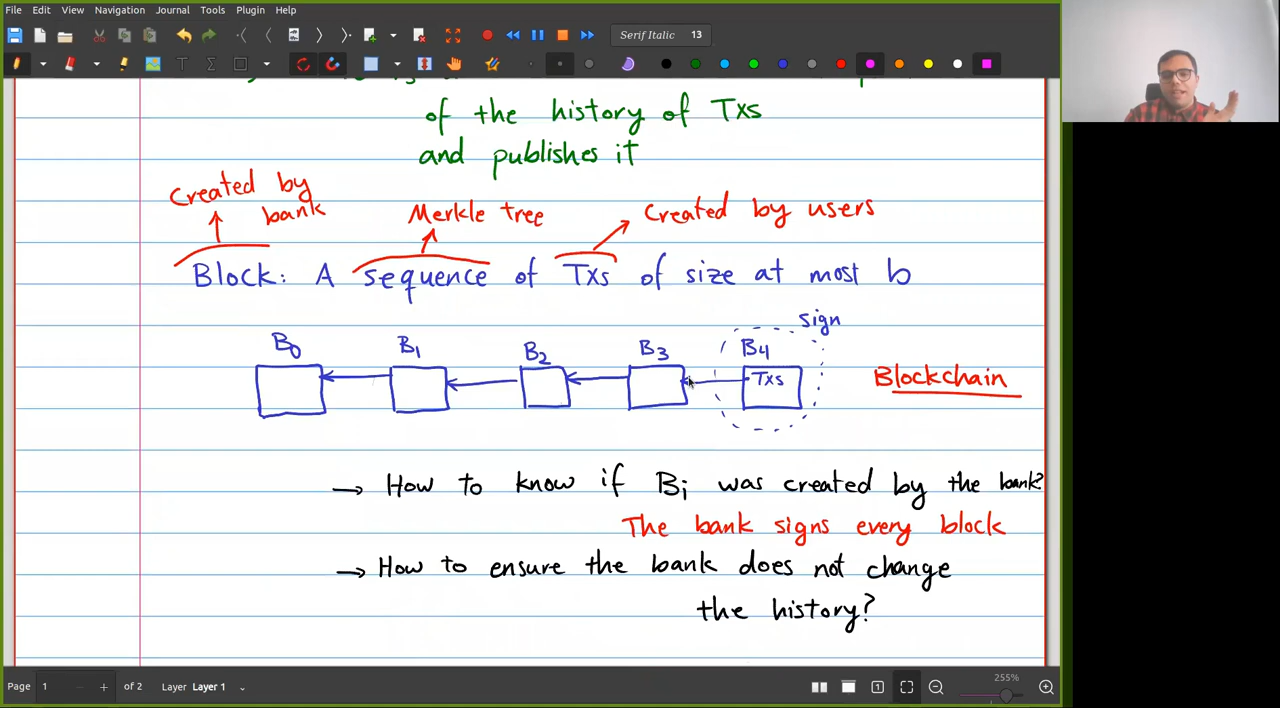 File Edit View Navigation Journal Tools Plugin Help
Serif Italic 13
of the history of Txs
and publishes it
Created by
bank
Merkle tree
Created by users
Block: A sequence of Txs of size at most b
sign
B0 B1 B2 B3 B4
Txs
Blockchain
→ How to know if Bi was created by the bank?
The bank signs every block
→ How to ensure the bank does not change
the history?
Page 1 of 2 Layer Layer 1
255%